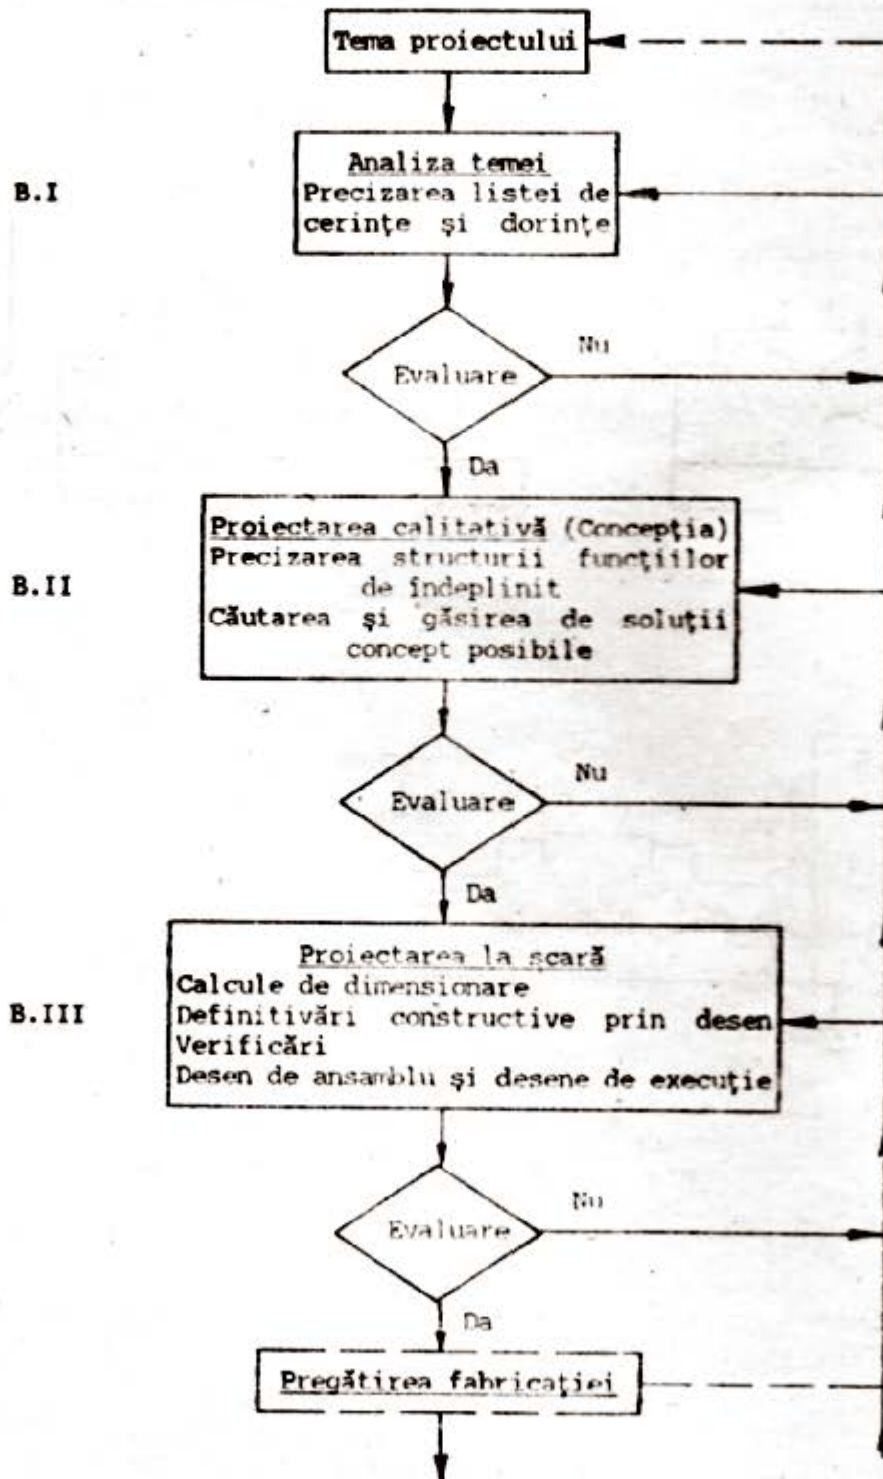 Tema proiectului
B.I
Analiza temei
Precizarea listei de
cerințe și dorințe
Evaluare
Nu
Da
B.II
Proiectarea calitativă (Concepția)
Precizarea structurii funcțiilor
de îndeplinit
Căutarea și găsirea de soluții
concept posibile
Evaluare
Nu
Da
B.III
Proiectarea la scară
Calcule de dimensionare
Definitivări constructive prin desen
Verificări
Desen de ansamblu și desene de execuție
Evaluare
Nu
Da
Pregătirea fabricației